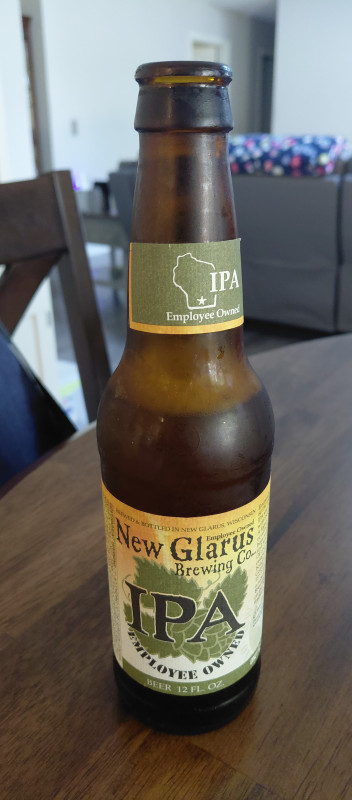 IPA
Employee Owned
BREWED & BOTTLED IN NEW GLARUS, WISCONSIN
Employee Owned
New Glarus
Brewing Co.
IPA
EMPLOYEE OWNED
BEER 12 FL. OZ.